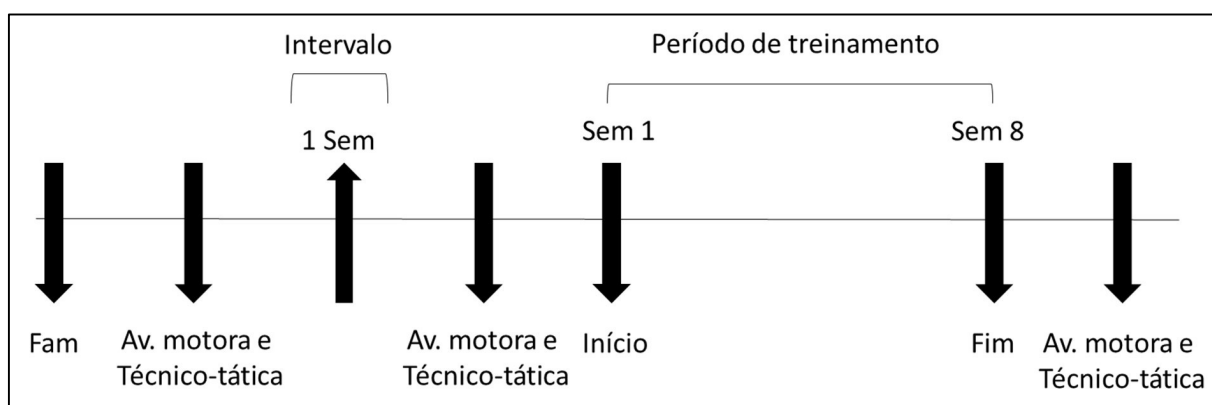 Intervalo
Período de treinamento
1 Sem
Sem 1
Sem 8
Fam
Av. motora e
Técnico-tática
Av. motora e
Técnico-tática
Início
Fim
Av. motora e
Técnico-tática